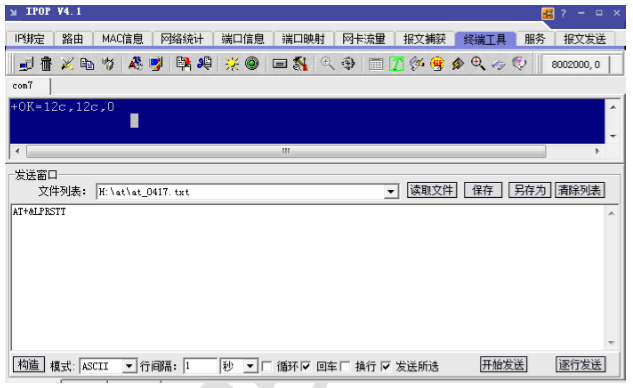 IPOP V4.1
IP绑定 路由 MAC信息 网络统计 端口信息 端口映射 网卡流量 报文捕获 终端工具 服务 报文发送
8002000, 0
com7
+OK=12c,12c,0
发送窗口
文件列表: H:\at\at_0417.txt 读取文件 保存 另存为 清除列表
AT+&LPRSTT
构造 模式: ASCII 行间隔: 1 秒 循环 回车 换行 发送所选 开始发送 逐行发送